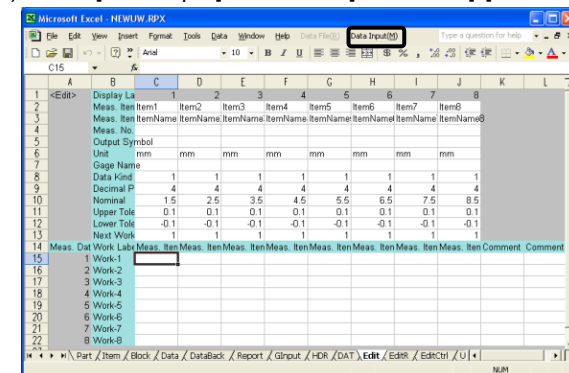 Microsoft Excel - NEWUW.RPX
File Edit View Insert Format Tools Data Window Help Data File(E) Data Input(M) Type a question for help
Arial 10 B I U $ % ,
C15 fx
A B C D E F G H I J K L
1 <Edit> Display La 1 2 3 4 5 6 7 8
2 Meas. Iten Item1 Item2 Item3 Item4 Item5 Item6 Item7 Item8
3 Meas. Iten ItemName ItemName ItemName ItemName ItemName ItemName ItemName ItemName8
4 Meas. No.
5 Output Symbol
6 Unit mm mm mm mm mm mm mm mm
7 Gage Name
8 Data Kind 1 1 1 1 1 1 1 1
9 Decimal P 4 4 4 4 4 4 4 4
10 Nominal 1.5 2.5 3.5 4.5 5.5 6.5 7.5 8.5
11 Upper Tole 0.1 0.1 0.1 0.1 0.1 0.1 0.1 0.1
12 Lower Tole -0.1 -0.1 -0.1 -0.1 -0.1 -0.1 -0.1 -0.1
13 Next Work 1 1 1 1 1 1 1 1
14 Meas. Dat Work Labe Meas. Iten Meas. Iten Meas. Iten Meas. Iten Meas. Iten Meas. Iten Meas. Iten Meas. Iten Comment Comment
15 1 Work-1
16 2 Work-2
17 3 Work-3
18 4 Work-4
19 5 Work-5
20 6 Work-6
21 7 Work-7
22 8 Work-8
Part / Item / Block / Data / DataBack / Report / GInput / HDR / DAT \ Edit / EditR / EditCtrl / U
NUM